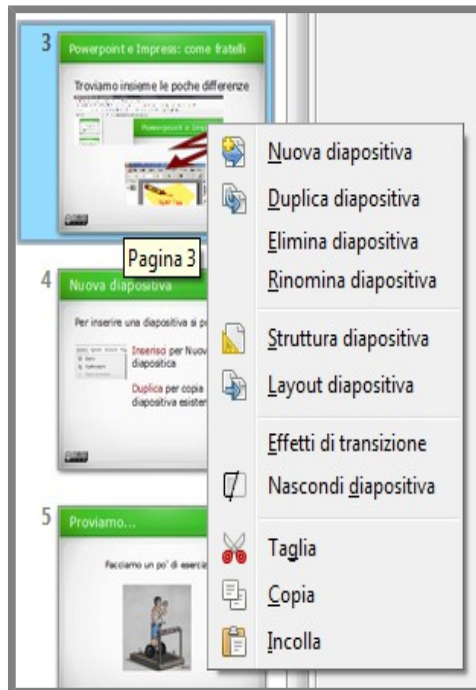 3
Powerpoint e Impress: come fratelli
Troviamo insieme le poche differenze
Pagina 3
Nuova diapositiva
Duplica diapositiva
Elimina diapositiva
Rinomina diapositiva
Struttura diapositiva
Layout diapositiva
Effetti di transizione
Nascondi diapositiva
Taglia
Copia
Incolla
4
Nuova diapositiva
Per inserire una diapositiva si
Inserisci per Nuov
diapositica
Duplica per copia
diapositiva esisten
5
Proviamo...
Facciamo un po' di eserciz